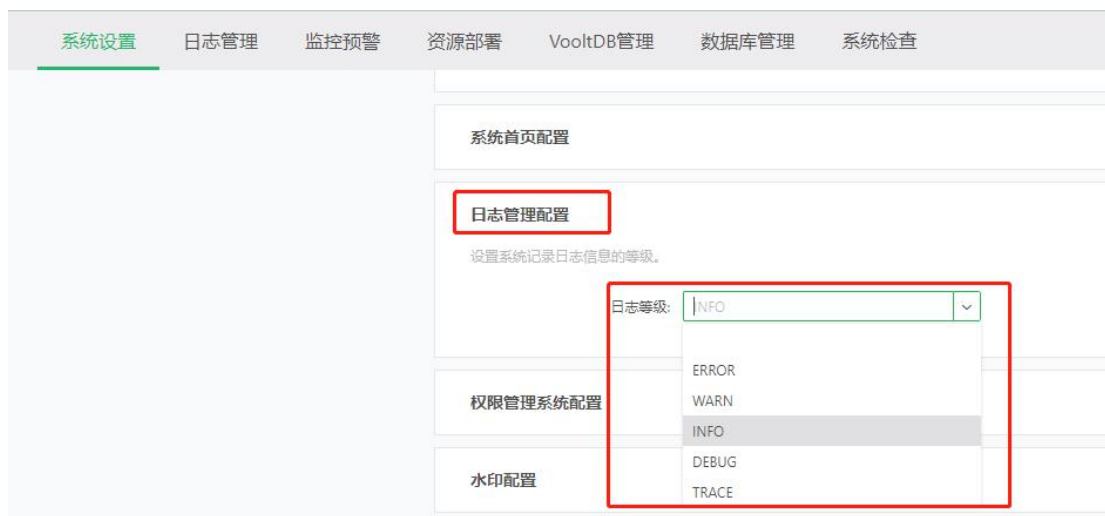 系统设置 日志管理 监控预警 资源部署 VooltDB管理 数据库管理 系统检查
系统首页配置
日志管理配置
设置系统记录日志信息的等级。
日志等级: INFO
ERROR
WARN
权限管理系统配置
INFO
DEBUG
水印配置
TRACE